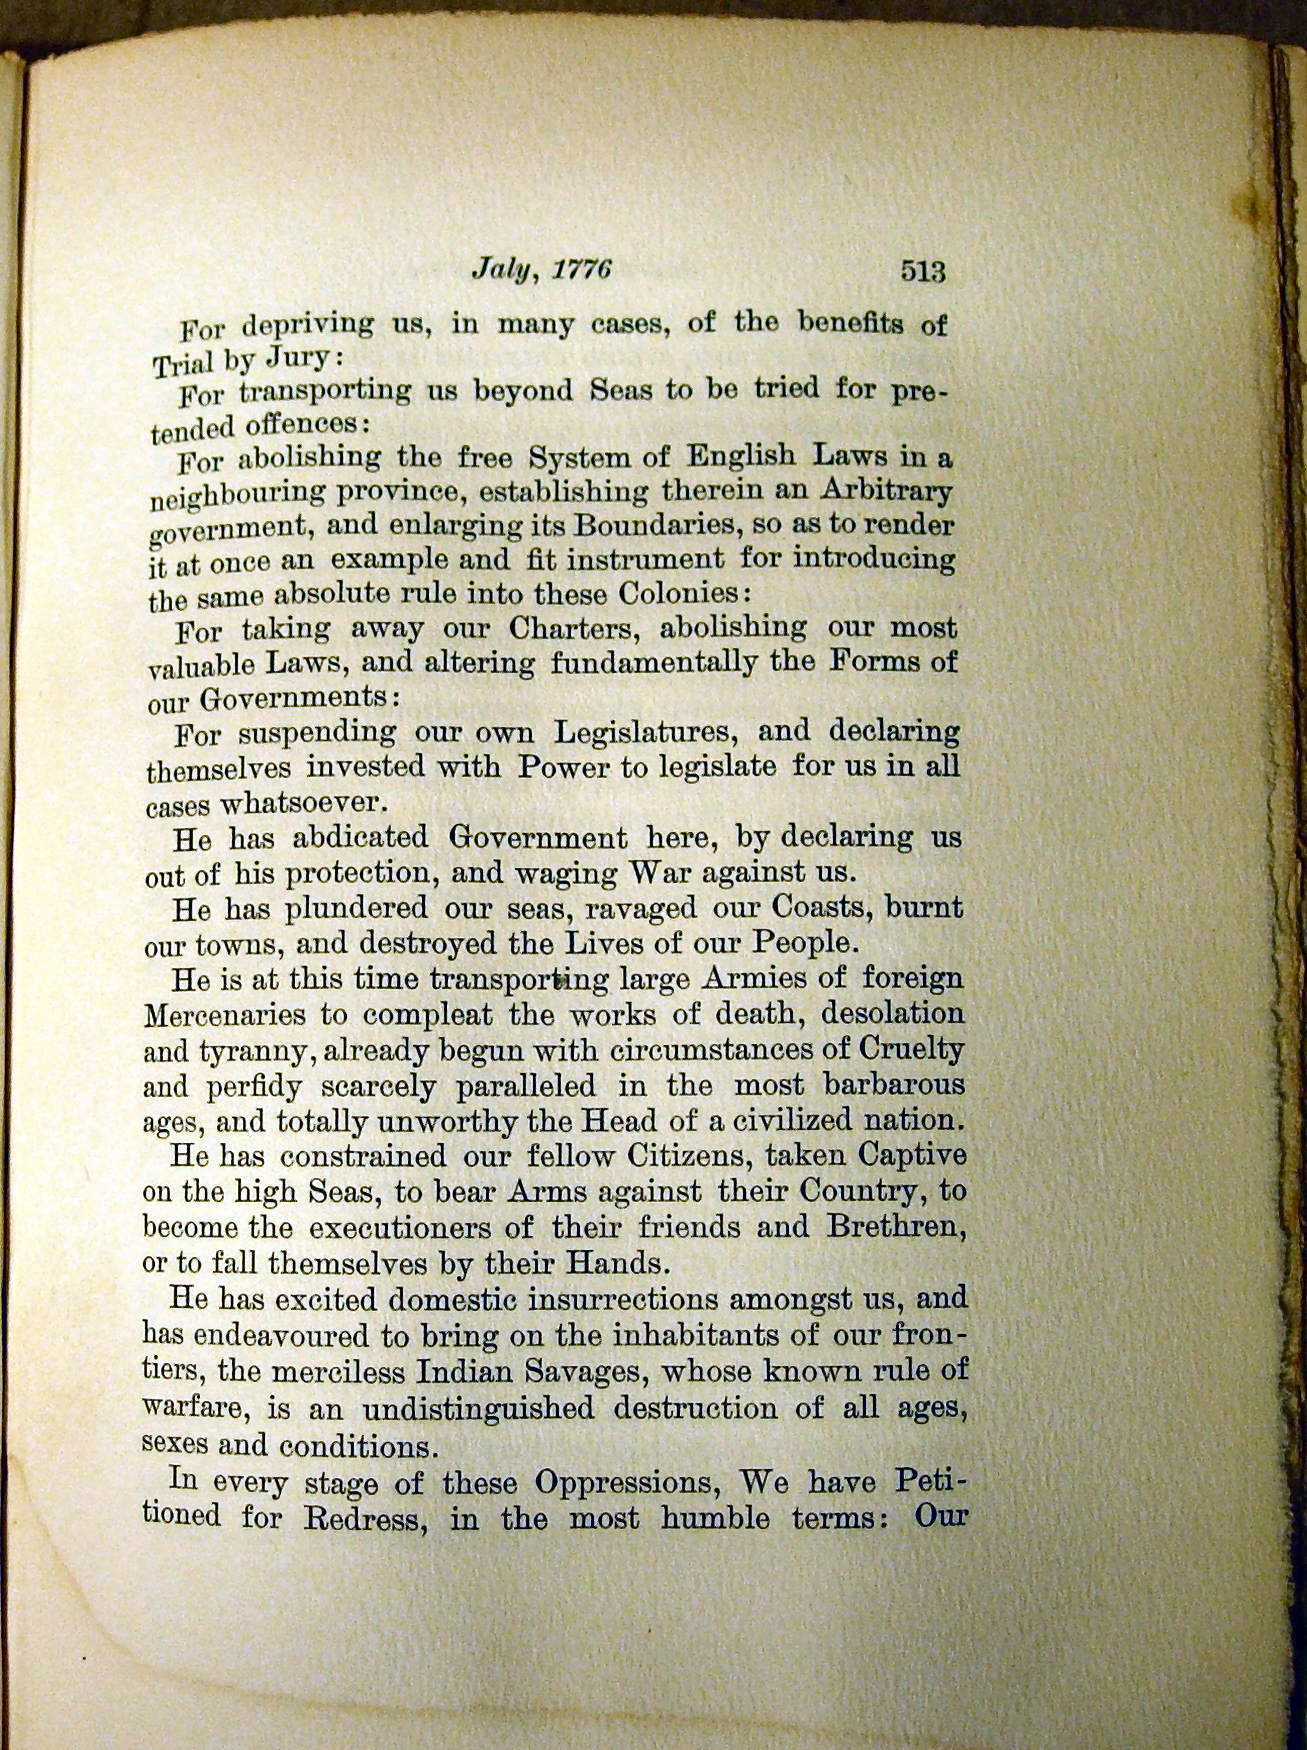 Jaly, 1776 513
For depriving us, in many cases, of the benefits of
Trial by Jury:
For transporting us beyond Seas to be tried for pre-
tended offences:
For abolishing the free System of English Laws in a
neighbouring province, establishing therein an Arbitrary
government, and enlarging its Boundaries, so as to render
it at once an example and fit instrument for introducing
the same absolute rule into these Colonies:
For taking away our Charters, abolishing our most
valuable Laws, and altering fundamentally the Forms of
our Governments:
For suspending our own Legislatures, and declaring
themselves invested with Power to legislate for us in all
cases whatsoever.
He has abdicated Government here, by declaring us
out of his protection, and waging War against us.
He has plundered our seas, ravaged our Coasts, burnt
our towns, and destroyed the Lives of our People.
He is at this time transporting large Armies of foreign
Mercenaries to compleat the works of death, desolation
and tyranny, already begun with circumstances of Cruelty
and perfidy scarcely paralleled in the most barbarous
ages, and totally unworthy the Head of a civilized nation.
He has constrained our fellow Citizens, taken Captive
on the high Seas, to bear Arms against their Country, to
become the executioners of their friends and Brethren,
or to fall themselves by their Hands.
He has excited domestic insurrections amongst us, and
has endeavoured to bring on the inhabitants of our fron-
tiers, the merciless Indian Savages, whose known rule of
warfare, is an undistinguished destruction of all ages,
sexes and conditions.
In every stage of these Oppressions, We have Peti-
tioned for Redress, in the most humble terms: Our